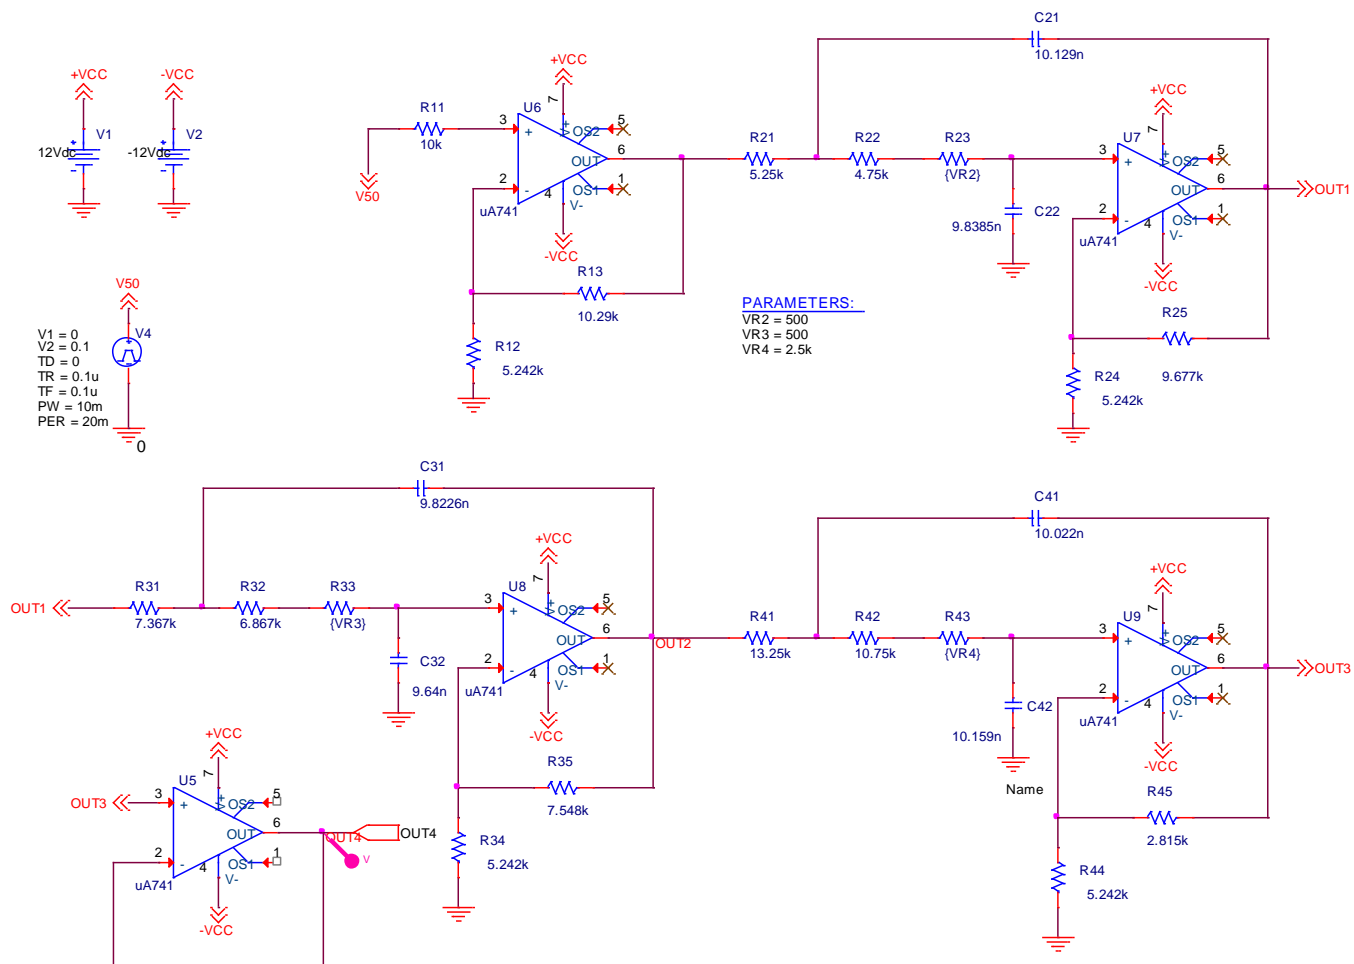 C21
10.129n
+VCC
-VCC
V1
12Vdc
V2
-12Vdc
R11
10k
V50
+VCC
U6
3
+
7
V+
5
OS2
OUT
6
2
-
4
OS1
1
V-
uA741
-VCC
R13
10.29k
R12
5.242k
R21
5.25k
R22
4.75k
R23
{VR2}
C22
9.8385n
+VCC
U7
3
+
7
V+
5
OS2
OUT
6
OUT1
2
-
4
OS1
1
V-
uA741
-VCC
R25
9.677k
R24
5.242k
PARAMETERS:
VR2 = 500
VR3 = 500
VR4 = 2.5k
V50
V4
V1 = 0
V2 = 0.1
TD = 0
TR = 0.1u
TF = 0.1u
PW = 10m
PER = 20m
0
C31
9.8226n
OUT1
R31
7.367k
R32
6.867k
R33
{VR3}
C32
9.64n
+VCC
U8
3
+
7
V+
5
OS2
OUT
6
OUT2
2
-
4
OS1
1
V-
uA741
-VCC
R35
7.548k
R34
5.242k
C41
10.022n
R41
13.25k
R42
10.75k
R43
{VR4}
C42
10.159n
Name
+VCC
U9
3
+
7
V+
5
OS2
OUT
6
OUT3
2
-
4
OS1
1
V-
uA741
-VCC
R45
2.815k
R44
5.242k
+VCC
U5
OUT3
3
+
7
V+
5
OS2
OUT
6
OUT4
OUT4
V
2
-
4
OS1
1
V-
uA741
-VCC